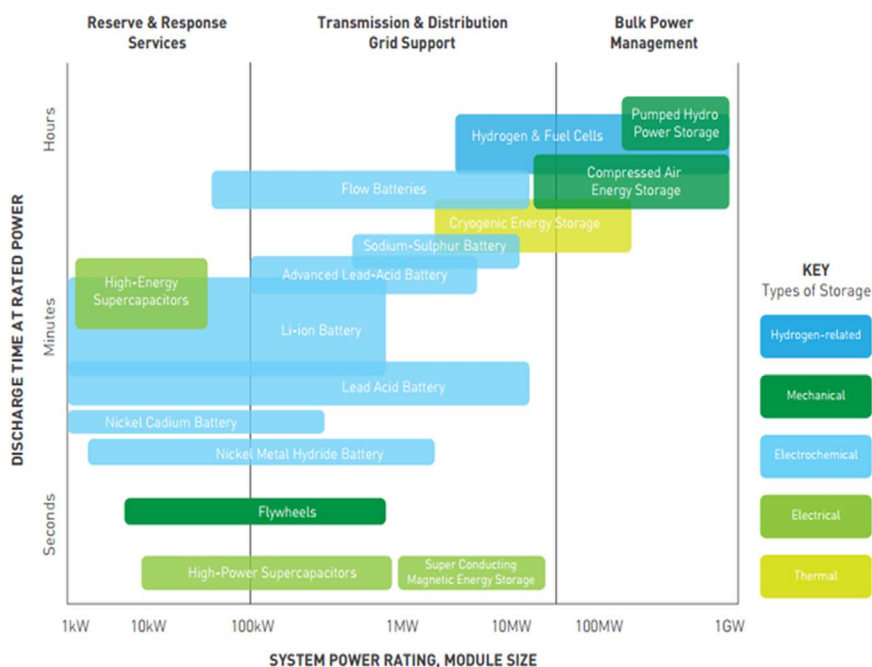 Reserve & Response
Services
Transmission & Distribution
Grid Support
Bulk Power
Management
DISCHARGE TIME AT RATED POWER
Hours
Minutes
Seconds
Pumped Hydro
Power Storage
Hydrogen & Fuel Cells
Compressed Air
Energy Storage
Flow Batteries
Cryogenic Energy Storage
Sodium-Sulphur Battery
Advanced Lead-Acid Battery
High-Energy
Supercapacitors
Li-ion Battery
Lead Acid Battery
Nickel Cadium Battery
Nickel Metal Hydride Battery
Flywheels
High-Power Supercapacitors
Super Conducting
Magnetic Energy Storage
1kW
10kW
100kW
1MW
10MW
100MW
1GW
SYSTEM POWER RATING, MODULE SIZE
KEY
Types of Storage
Hydrogen-related
Mechanical
Electrochemical
Electrical
Thermal